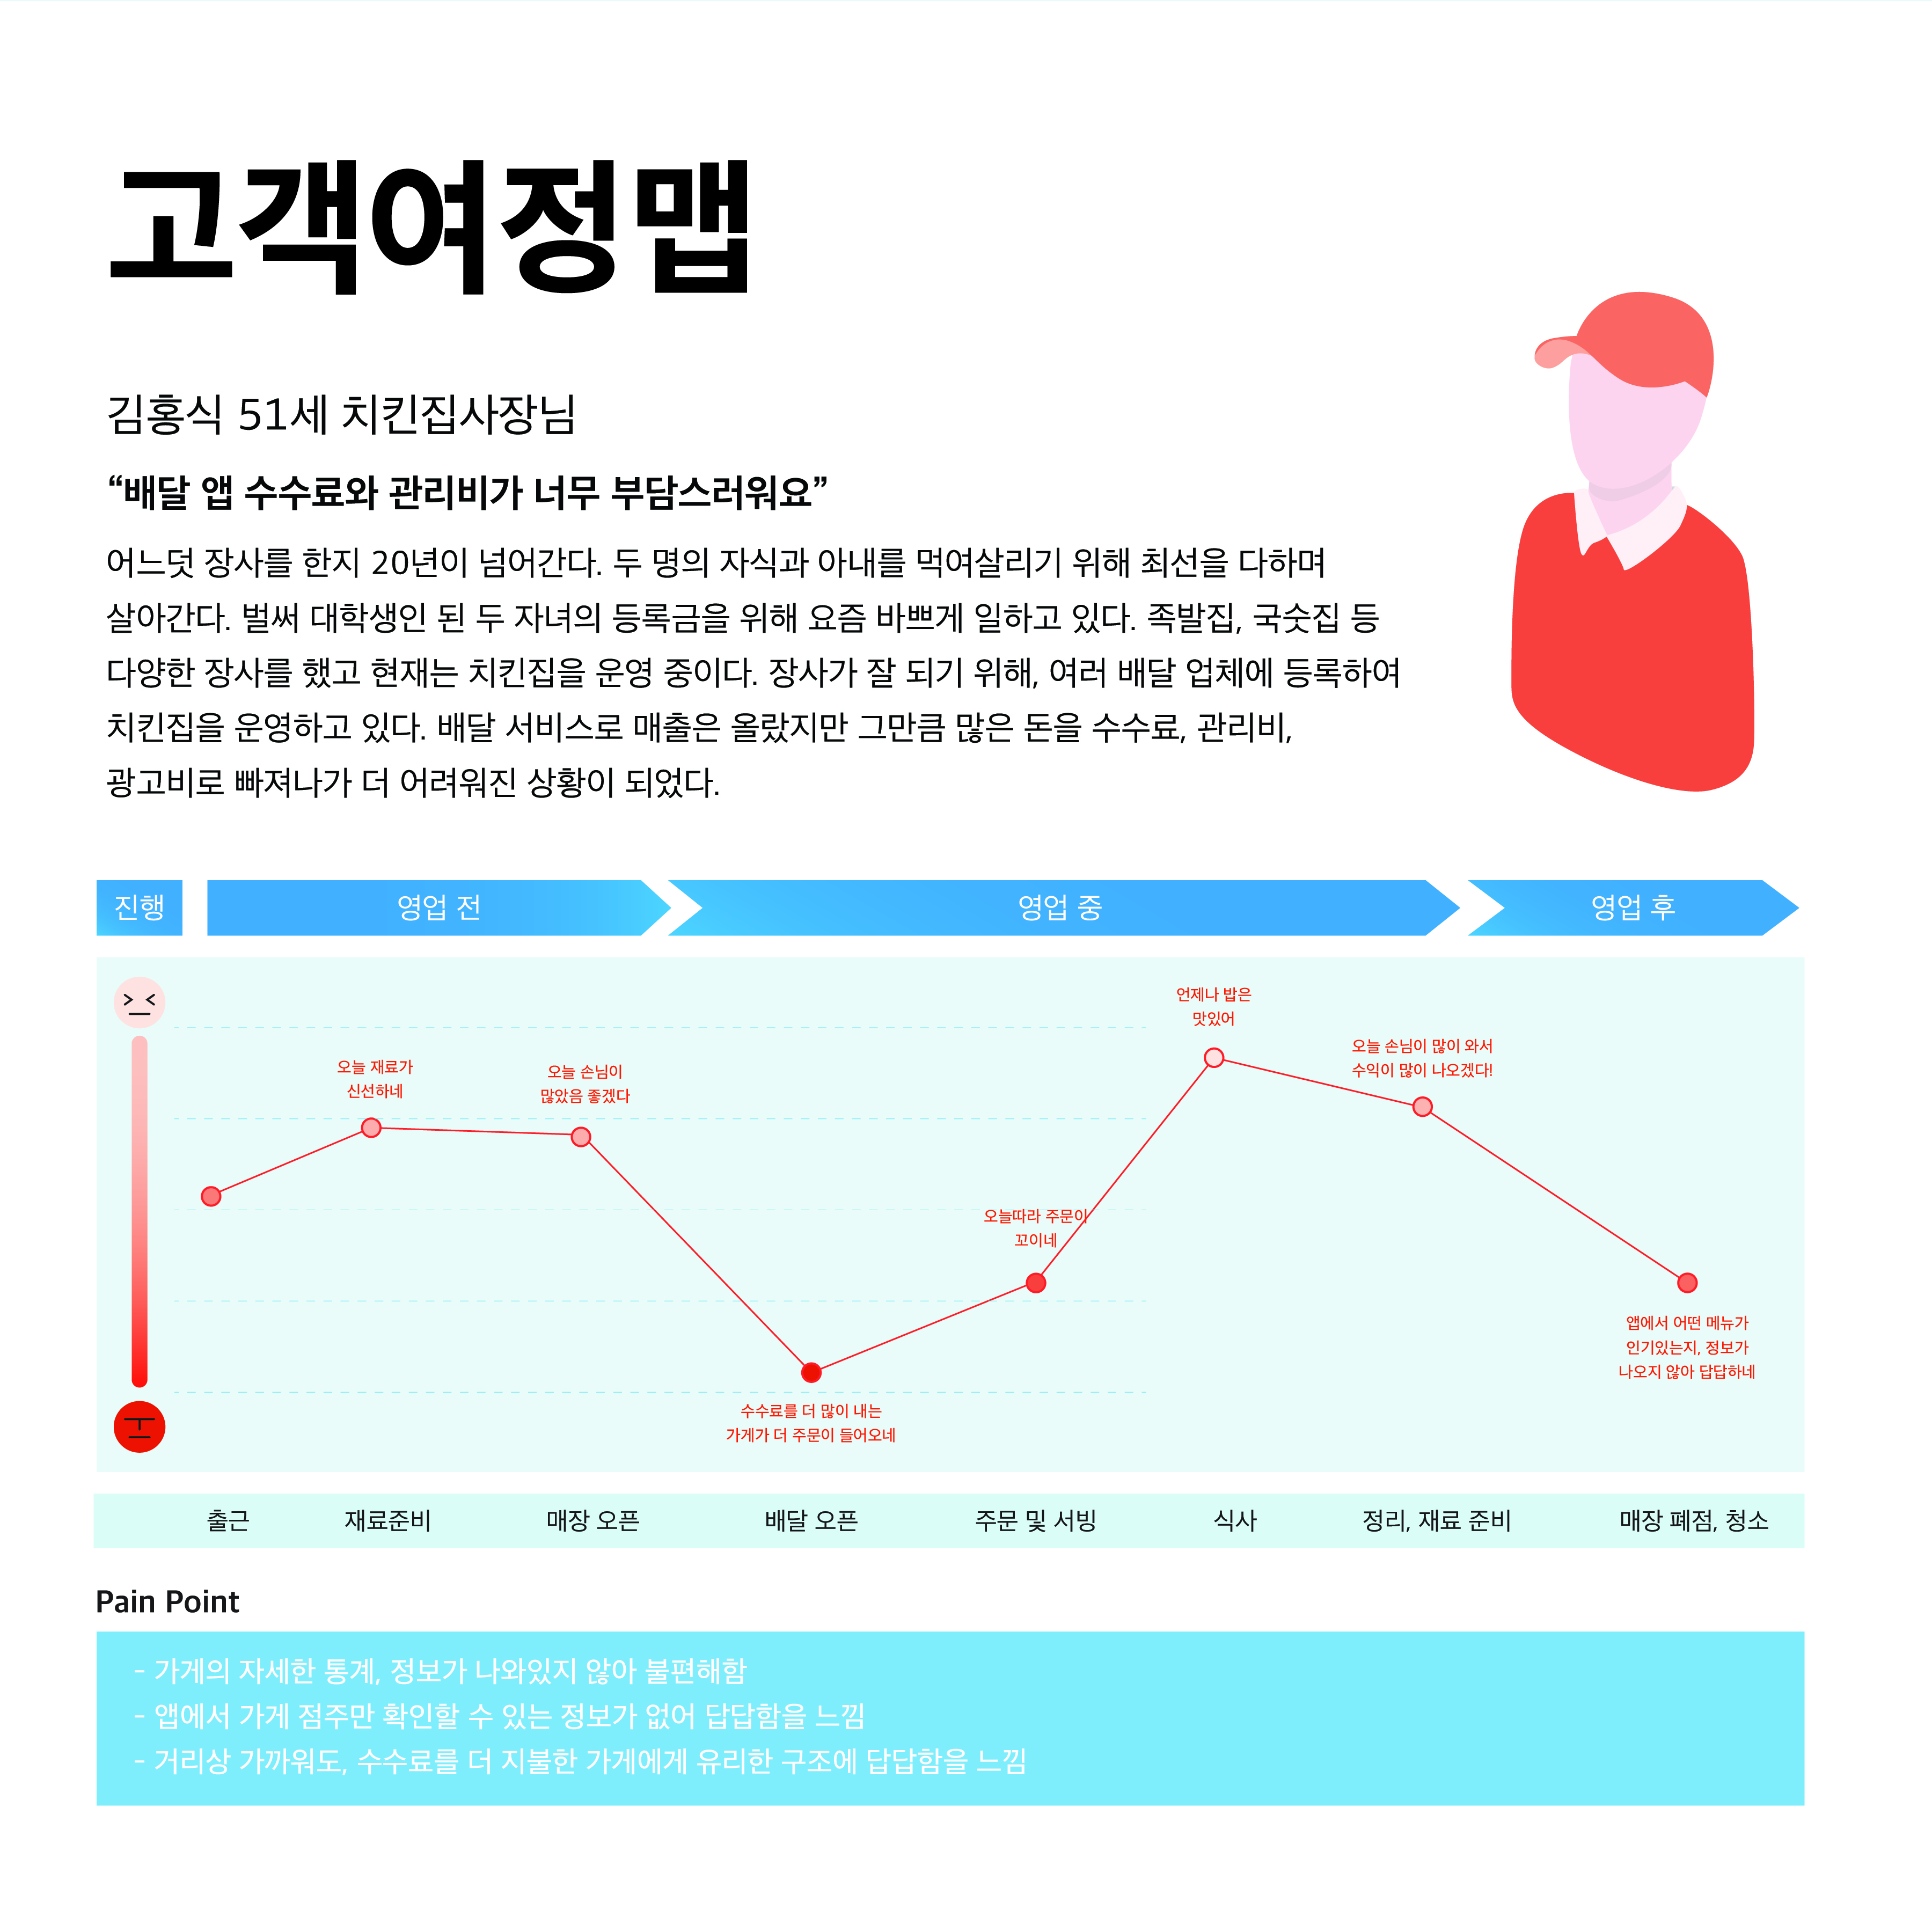 고객여정맵
김홍식 51세 치킨집사장님
“배달 앱 수수료와 관리비가 너무 부담스러워요”
어느덧 장사를 한지 20년이 넘어간다. 두 명의 자식과 아내를 먹여살리기 위해 최선을 다하며
살아간다. 벌써 대학생인 된 두 자녀의 등록금을 위해 요즘 바쁘게 일하고 있다. 족발집, 국숫집 등
다양한 장사를 했고 현재는 치킨집을 운영 중이다. 장사가 잘 되기 위해, 여러 배달 업체에 등록하여
치킨집을 운영하고 있다. 배달 서비스로 매출은 올랐지만 그만큼 많은 돈을 수수료, 관리비,
광고비로 빠져나가 더 어려워진 상황이 되었다.
진행
영업 전
영업 중
영업 후
오늘 재료가
신선하네
오늘 손님이
많았음 좋겠다
수수료를 더 많이 내는
가게가 더 주문이 들어오네
오늘따라 주문이
꼬이네
언제나 밥은
맛있어
오늘 손님이 많이 와서
수익이 많이 나오겠다!
앱에서 어떤 메뉴가
인기있는지, 정보가
나오지 않아 답답하네
출근
재료준비
매장 오픈
배달 오픈
주문 및 서빙
식사
정리, 재료 준비
매장 폐점, 청소
Pain Point
- 가게의 자세한 통계, 정보가 나와있지 않아 불편해함
- 앱에서 가게 점주만 확인할 수 있는 정보가 없어 답답함을 느낌
- 거리상 가까워도, 수수료를 더 지불한 가게에게 유리한 구조에 답답함을 느낌